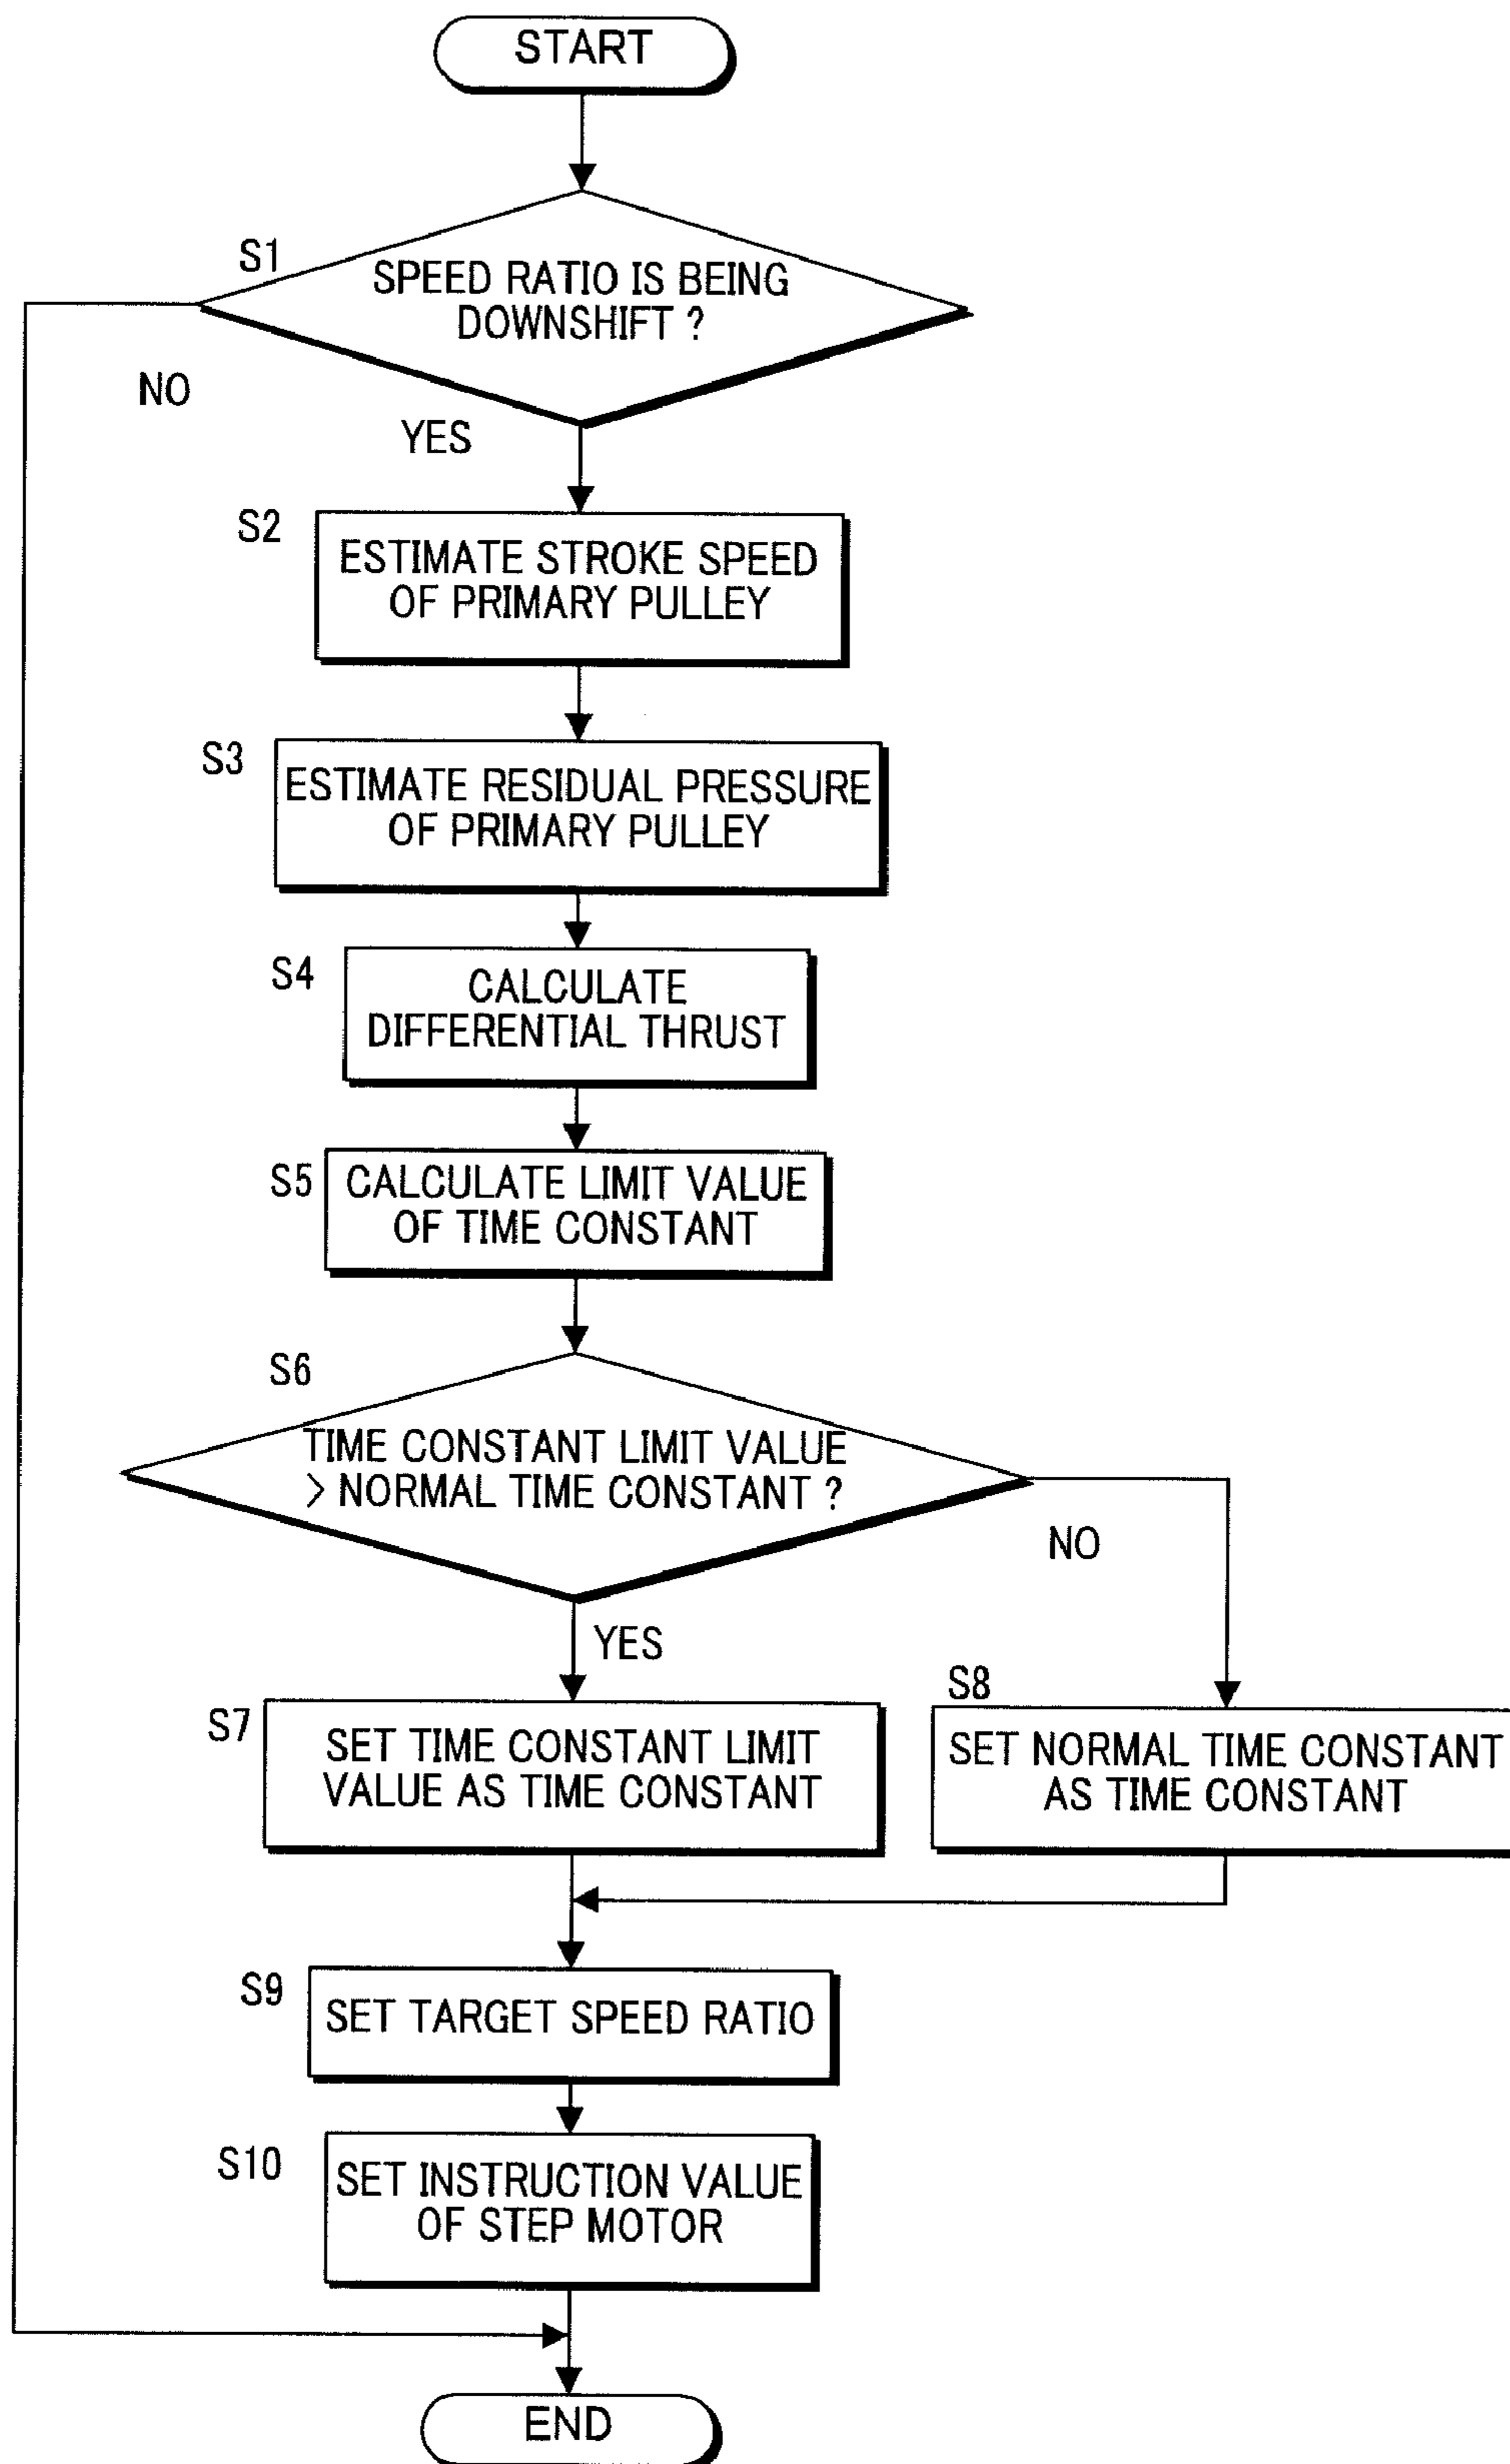 START
S1
SPEED RATIO IS BEING
DOWNSHIFT ?
NO
YES
S2
ESTIMATE STROKE SPEED
OF PRIMARY PULLEY
S3
ESTIMATE RESIDUAL PRESSURE
OF PRIMARY PULLEY
S4
CALCULATE
DIFFERENTIAL THRUST
S5
CALCULATE LIMIT VALUE
OF TIME CONSTANT
S6
TIME CONSTANT LIMIT VALUE
> NORMAL TIME CONSTANT ?
NO
YES
S7
SET TIME CONSTANT LIMIT
VALUE AS TIME CONSTANT
S8
SET NORMAL TIME CONSTANT
AS TIME CONSTANT
S9
SET TARGET SPEED RATIO
S10
SET INSTRUCTION VALUE
OF STEP MOTOR
END